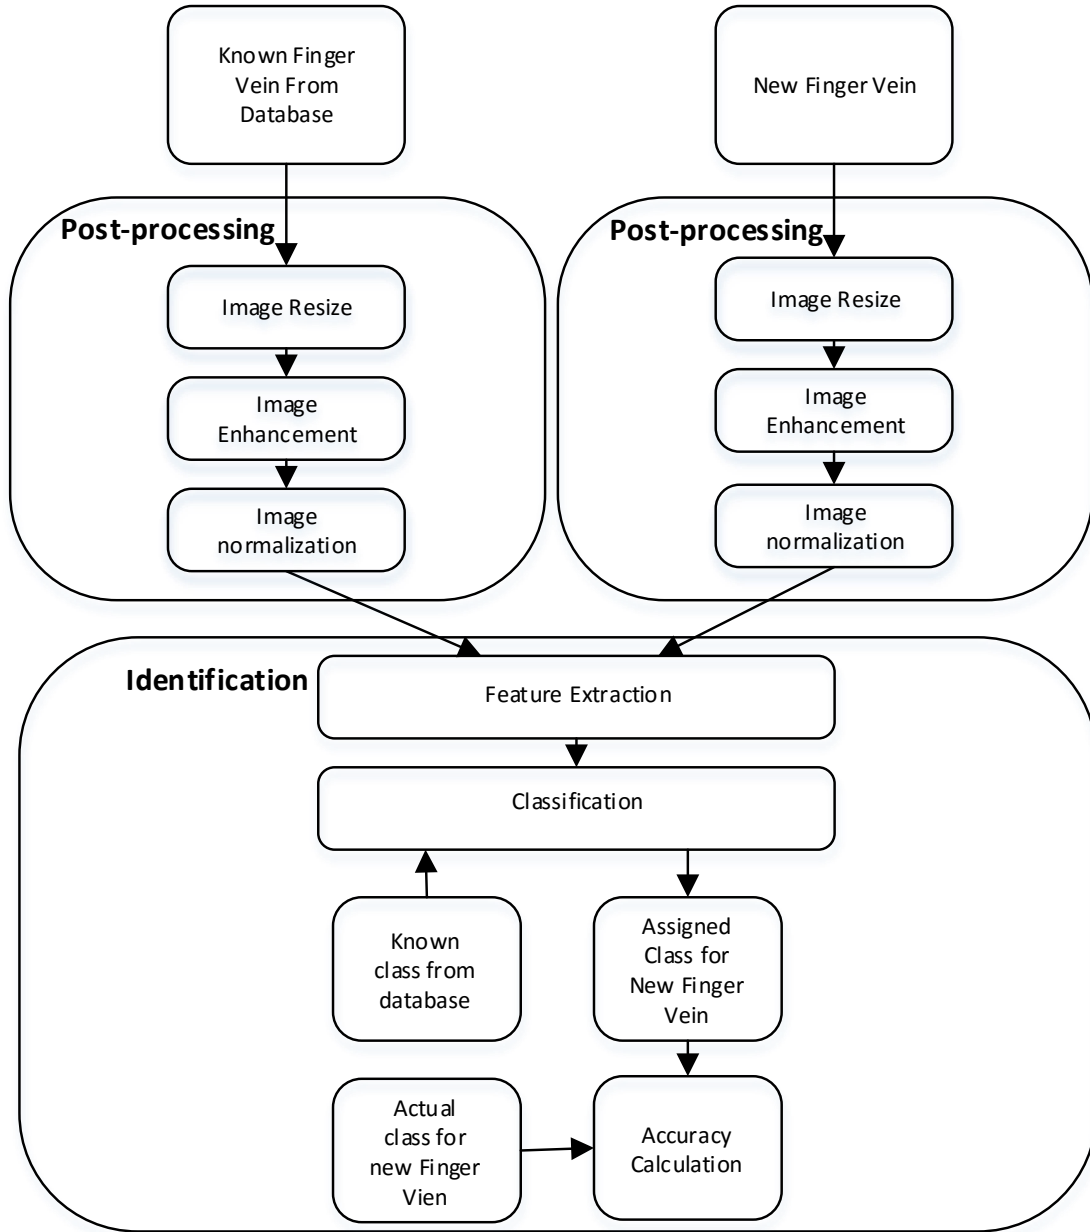 Known Finger
Vein From
Database
New Finger Vein
Post-processing
Image Resize
Image
Enhancement
Image
normalization
Post-processing
Image Resize
Image
Enhancement
Image
normalization
Identification
Feature Extraction
Classification
Known
class from
database
Assigned
Class for
New Finger
Vein
Actual
class for
new Finger
Vien
Accuracy
Calculation